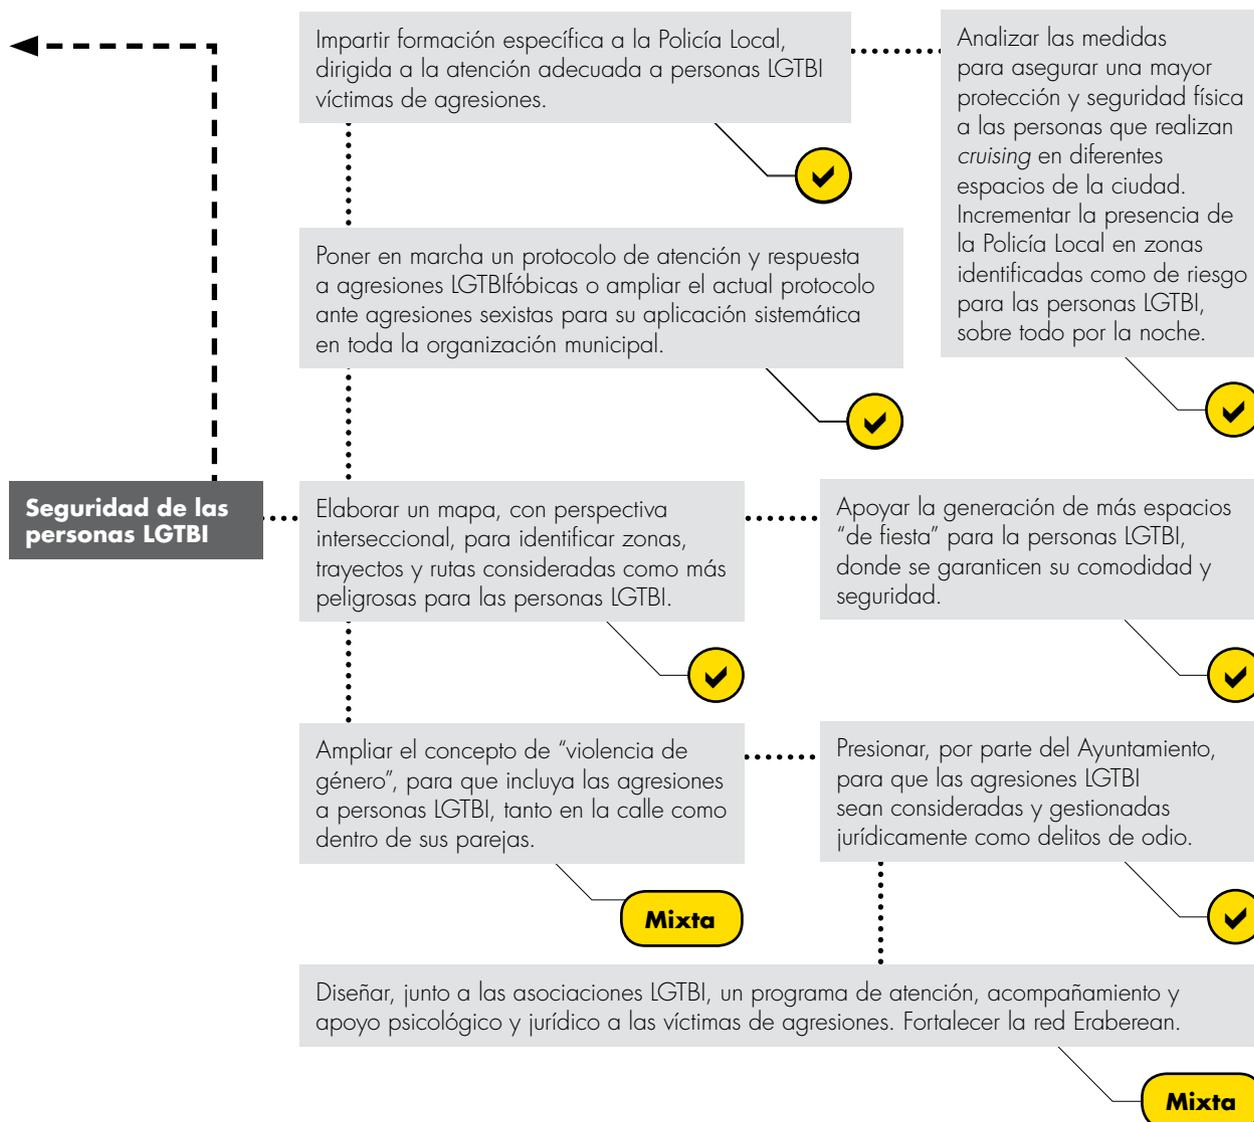 Impartir formación específica a la Policía Local,
dirigida a la atención adecuada a personas LGTBI
víctimas de agresiones.
Analizar las medidas
para asegurar una mayor
protección y seguridad física
a las personas que realizan
cruising en diferentes
espacios de la ciudad.
Incrementar la presencia de
la Policía Local en zonas
identificadas como de riesgo
para las personas LGTBI,
sobre todo por la noche.
Poner en marcha un protocolo de atención y respuesta
a agresiones LGTBIfóbicas o ampliar el actual protocolo
ante agresiones sexistas para su aplicación sistemática
en toda la organización municipal.
Seguridad de las
personas LGTBI
Elaborar un mapa, con perspectiva
interseccional, para identificar zonas,
trayectos y rutas consideradas como más
peligrosas para las personas LGTBI.
Apoyar la generación de más espacios
“de fiesta” para la personas LGTBI,
donde se garanticen su comodidad y
seguridad.
Ampliar el concepto de “violencia de
género”, para que incluya las agresiones
a personas LGTBI, tanto en la calle como
dentro de sus parejas.
Mixta
Presionar, por parte del Ayuntamiento,
para que las agresiones LGTBI
sean consideradas y gestionadas
jurídicamente como delitos de odio.
Diseñar, junto a las asociaciones LGTBI, un programa de atención, acompañamiento y
apoyo psicológico y jurídico a las víctimas de agresiones. Fortalecer la red Eraberean.
Mixta